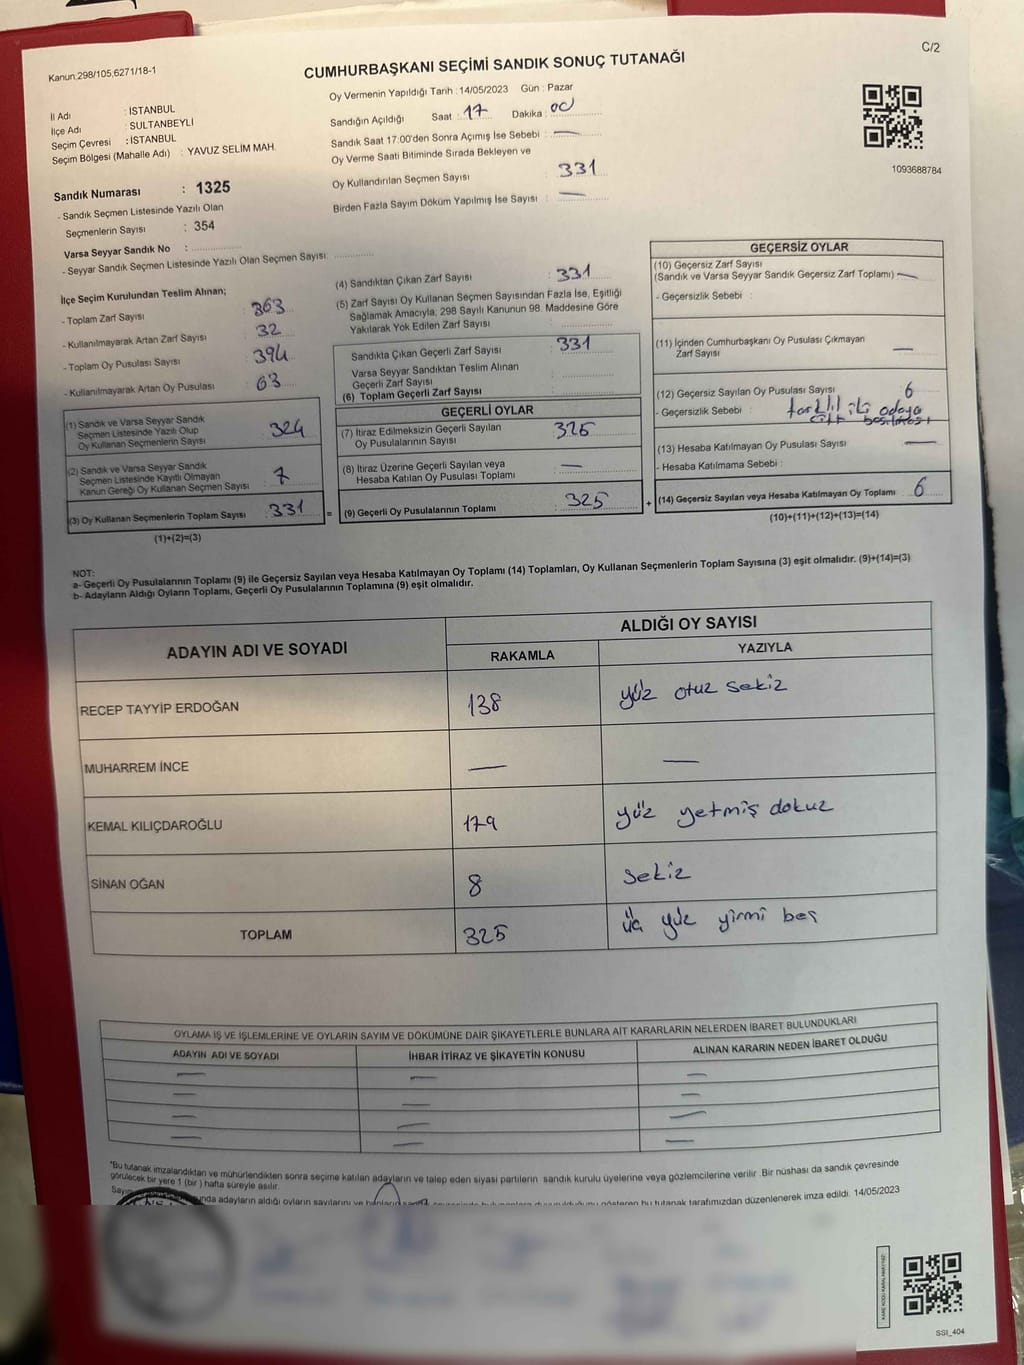 C/2
Kanun.298/105,6271/18-1
CUMHURBAŞKANI SEÇİMİ SANDIK SONUÇ TUTANAĞI
İl Adı : İSTANBUL
İlçe Adı : SULTANBEYLİ
Seçim Çevresi : İSTANBUL
Seçim Bölgesi (Mahalle Adı) : YAVUZ SELİM MAH.
Sandık Numarası : 1325
- Sandık Seçmen Listesinde Yazılı Olan
Seçmenlerin Sayısı : 354
Varsa Seyyar Sandık No :
- Seyyar Sandık Seçmen Listesinde Yazılı Olan Seçmen Sayısı:
Oy Vermenin Yapıldığı Tarih :14/05/2023 Gün : Pazar
Sandığın Açıldığı Saat : 17 Dakika : 00
Sandık Saat 17:00'den Sonra Açımış İse Sebebi : —
Oy Verme Saati Bitiminde Sırada Bekleyen ve
Oy Kullandırılan Seçmen Sayısı : 331
Birden Fazla Sayım Döküm Yapılmış İse Sayısı : —
1093688784
İlçe Seçim Kurulundan Teslim Alınan;
- Toplam Zarf Sayısı : 363
- Kullanılmayarak Artan Zarf Sayısı : 32
- Toplam Oy Pusulası Sayısı : 394
- Kullanılmayarak Artan Oy Pusulası : 63
(1) Sandık ve Varsa Seyyar Sandık
Seçmen Listesinde Yazılı Olup
Oy Kullanan Seçmenlerin Sayısı 324
(2) Sandık ve Varsa Seyyar Sandık
Seçmen Listesinde Kayıtlı Olmayan
Kanun Gereği Oy Kullanan Seçmen Sayısı 7
(3) Oy Kullanan Seçmenlerin Toplam Sayısı 331 =
(1)+(2)=(3)
(4) Sandıktan Çıkan Zarf Sayısı : 331
(5) Zarf Sayısı Oy Kullanan Seçmen Sayısından Fazla İse, Eşitliği
Sağlamak Amacıyla; 298 Sayılı Kanunun 98. Maddesine Göre
Yakılarak Yok Edilen Zarf Sayısı :
Sandıkta Çıkan Geçerli Zarf Sayısı : 331
Varsa Seyyar Sandıktan Teslim Alınan
Geçerli Zarf Sayısı :
(6) Toplam Geçerli Zarf Sayısı :
GEÇERLİ OYLAR
(7) İtiraz Edilmeksizin Geçerli Sayılan
Oy Pusulalarının Sayısı 325
(8) İtiraz Üzerine Geçerli Sayılan veya
Hesaba Katılan Oy Pusulası Toplamı —
(9) Geçerli Oy Pusulalarının Toplamı 325 +
GEÇERSİZ OYLAR
(10) Geçersiz Zarf Sayısı
(Sandık ve Varsa Seyyar Sandık Geçersiz Zarf Toplamı) —
- Geçersizlik Sebebi :
(11) İçinden Cumhurbaşkanı Oy Pusulası Çıkmayan
Zarf Sayısı —
(12) Geçersiz Sayılan Oy Pusulası Sayısı 6
- Geçersizlik Sebebi : farklı iki adaya
basılması
(13) Hesaba Katılmayan Oy Pusulası Sayısı —
- Hesaba Katılmama Sebebi :
(14) Geçersiz Sayılan veya Hesaba Katılmayan Oy Toplamı 6
(10)+(11)+(12)+(13)=(14)
NOT:
a- Geçerli Oy Pusulalarının Toplamı (9) ile Geçersiz Sayılan veya Hesaba Katılmayan Oy Toplamı (14) Toplamları, Oy Kullanan Seçmenlerin Toplam Sayısına (3) eşit olmalıdır. (9)+(14)=(3)
b- Adayların Aldığı Oyların Toplamı, Geçerli Oy Pusulalarının Toplamına (9) eşit olmalıdır.
ADAYIN ADI VE SOYADI ALDIĞI OY SAYISI
RAKAMLA YAZIYLA
RECEP TAYYİP ERDOĞAN 138 yüz otuz sekiz
MUHARREM İNCE — —
KEMAL KILIÇDAROĞLU 179 yüz yetmiş dokuz
SİNAN OĞAN 8 sekiz
TOPLAM 325 üç yüz yirmi beş
OYLAMA İŞ VE İŞLEMLERİNE VE OYLARIN SAYIM VE DÖKÜMÜNE DAİR ŞİKAYETLERLE BUNLARA AİT KARARLARIN NELERDEN İBARET BULUNDUKLARI
ADAYIN ADI VE SOYADI İHBAR İTİRAZ VE ŞİKAYETİN KONUSU ALINAN KARARIN NEDEN İBARET OLDUĞU
— — —
— — —
— — —
— — —
*Bu tutanak imzalandıktan ve mühürlendikten sonra seçime katılan adayların ve talep eden siyasi partilerin sandık kurulu üyelerine veya gözlemcilerine verilir. Bir nüshası da sandık çevresinde
görülecek bir yere 1 (bir ) hafta süreyle asılır.
adayların aldığı oyların sayılarını ve gösteren bu tutanak tarafımızdan düzenlenerek imza edildi. 14/05/2023
SSI_404